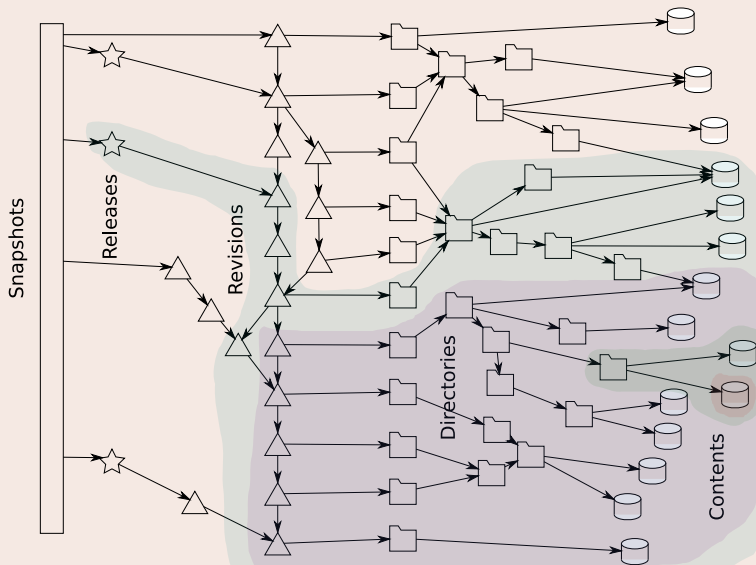 Snapshots
Releases
Revisions
Directories
Contents